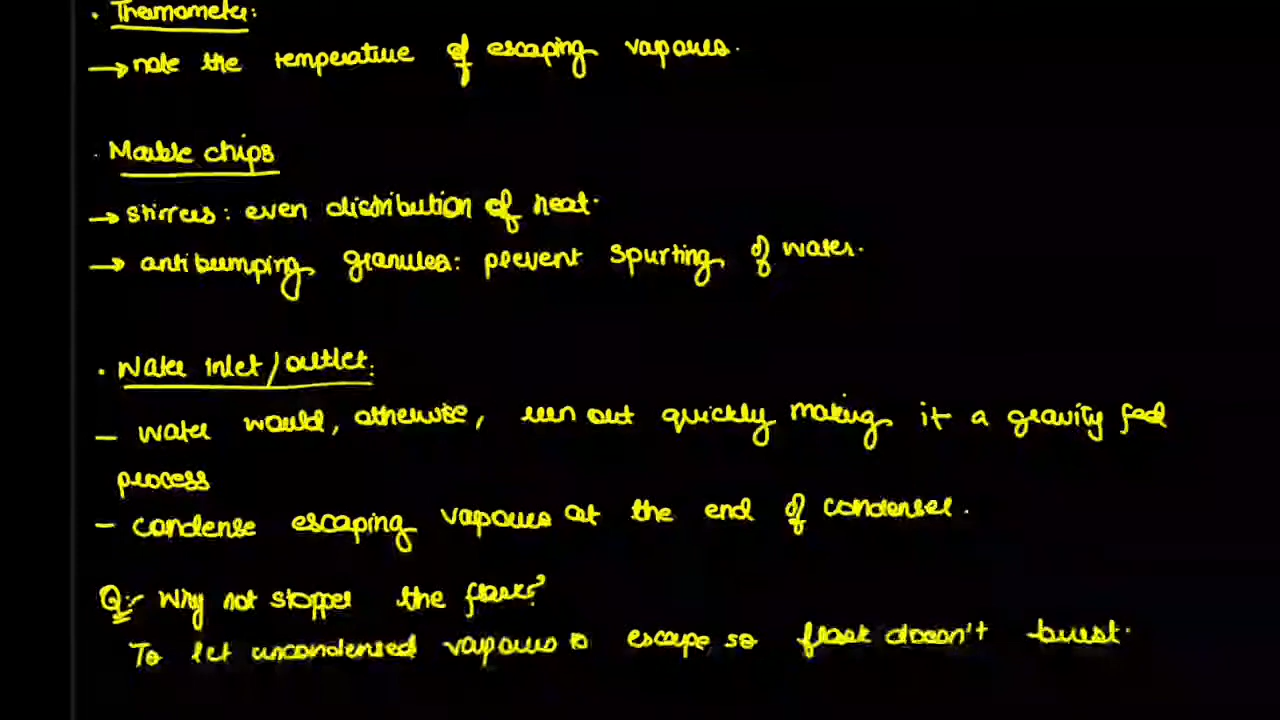 · Thermometer:
→ note the temperature of escaping vapours.
· Marble chips
→ stirrers: even distribution of heat.
→ antibumping granules: prevent spurting of water.
· Water inlet/outlet:
– water would, otherwise, run out quickly making it a gravity fed
process
– condense escaping vapours at the end of condenser.
Q:- Why not stopper the flask?
To let uncondensed vapours escape, so flask doesn't burst.